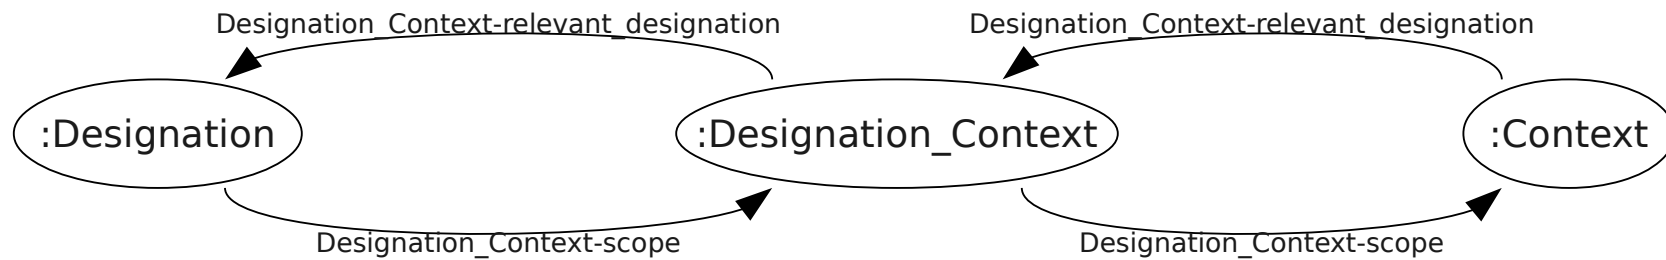 Designation_Context-relevant_designation
Designation_Context-relevant_designation
:Designation
:Designation_Context
:Context
Designation_Context-scope
Designation_Context-scope